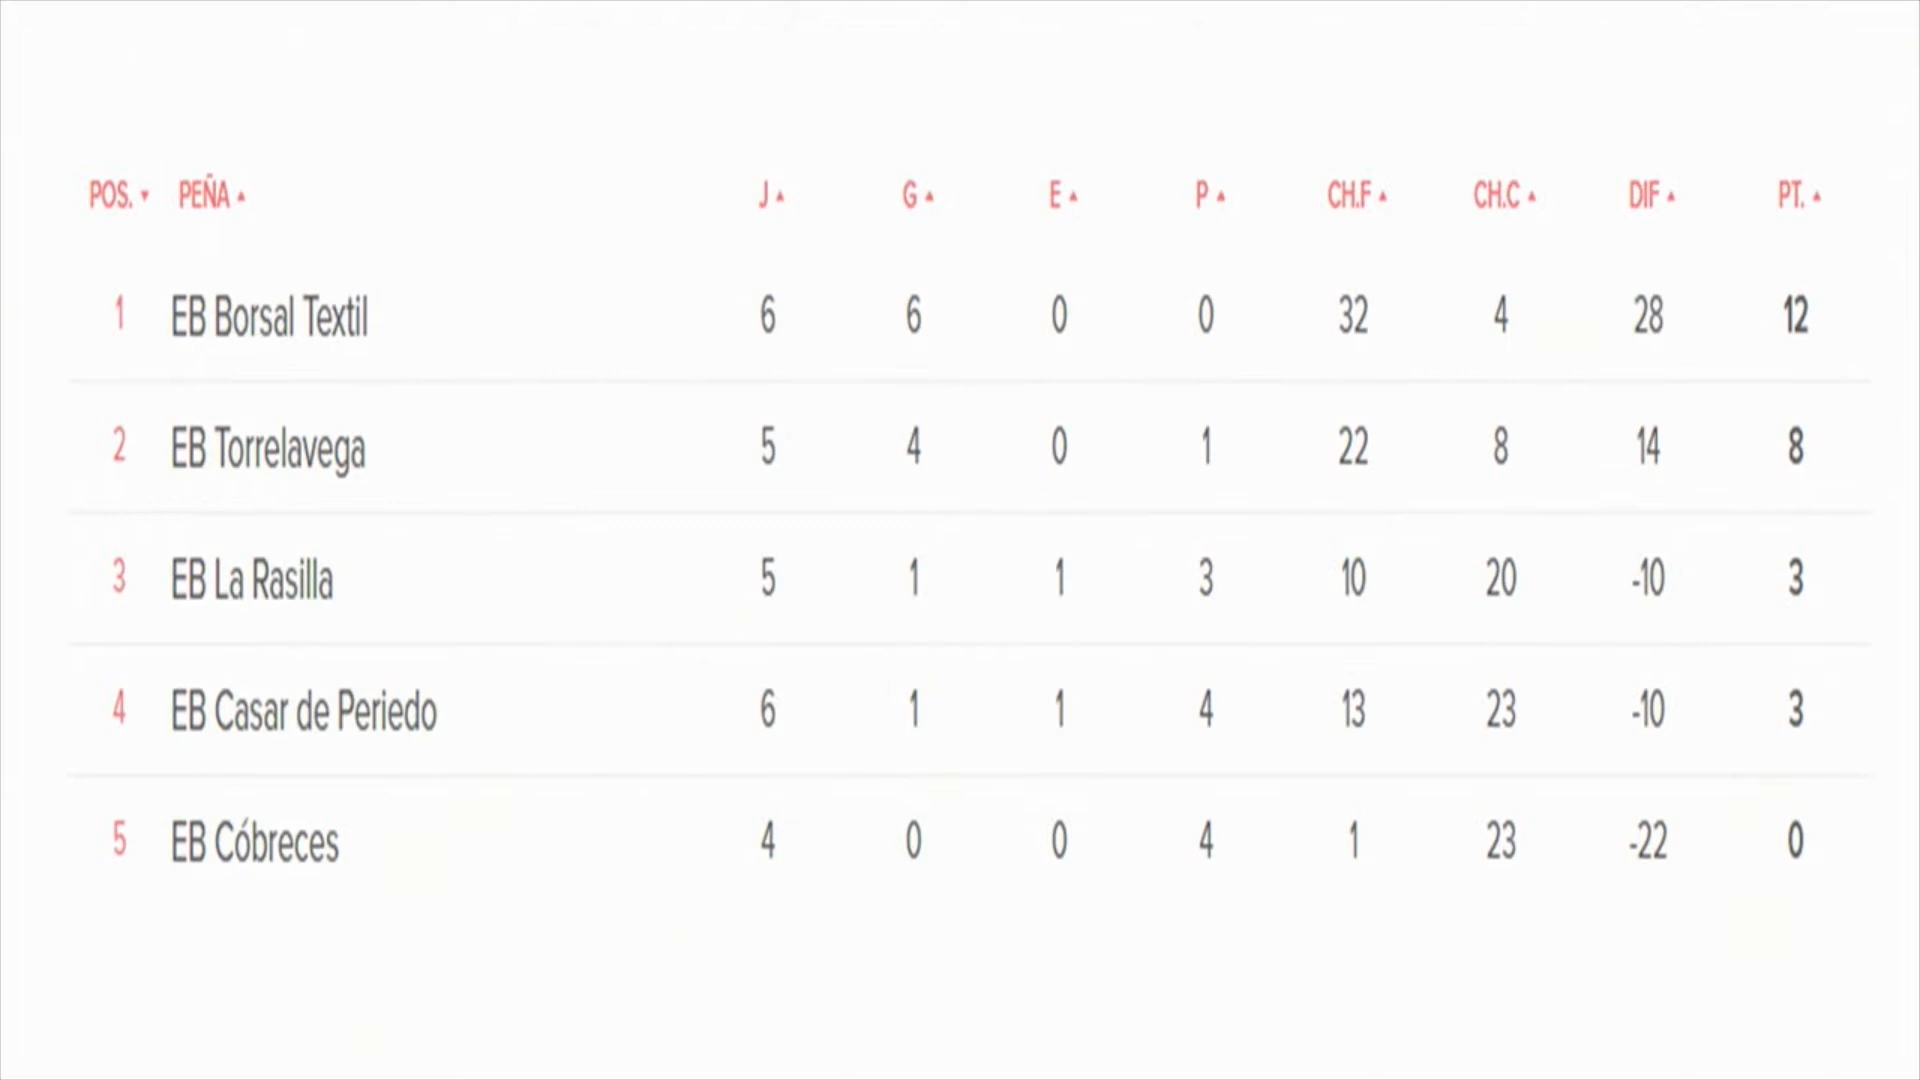 POS. PEÑA J G E P CH.F CH.C DIF PT.
1 EB Borsal Textil 6 6 0 0 32 4 28 12
2 EB Torrelavega 5 4 0 1 22 8 14 8
3 EB La Rasilla 5 1 1 3 10 20 -10 3
4 EB Casar de Periedo 6 1 1 4 13 23 -10 3
5 EB Cóbreces 4 0 0 4 1 23 -22 0